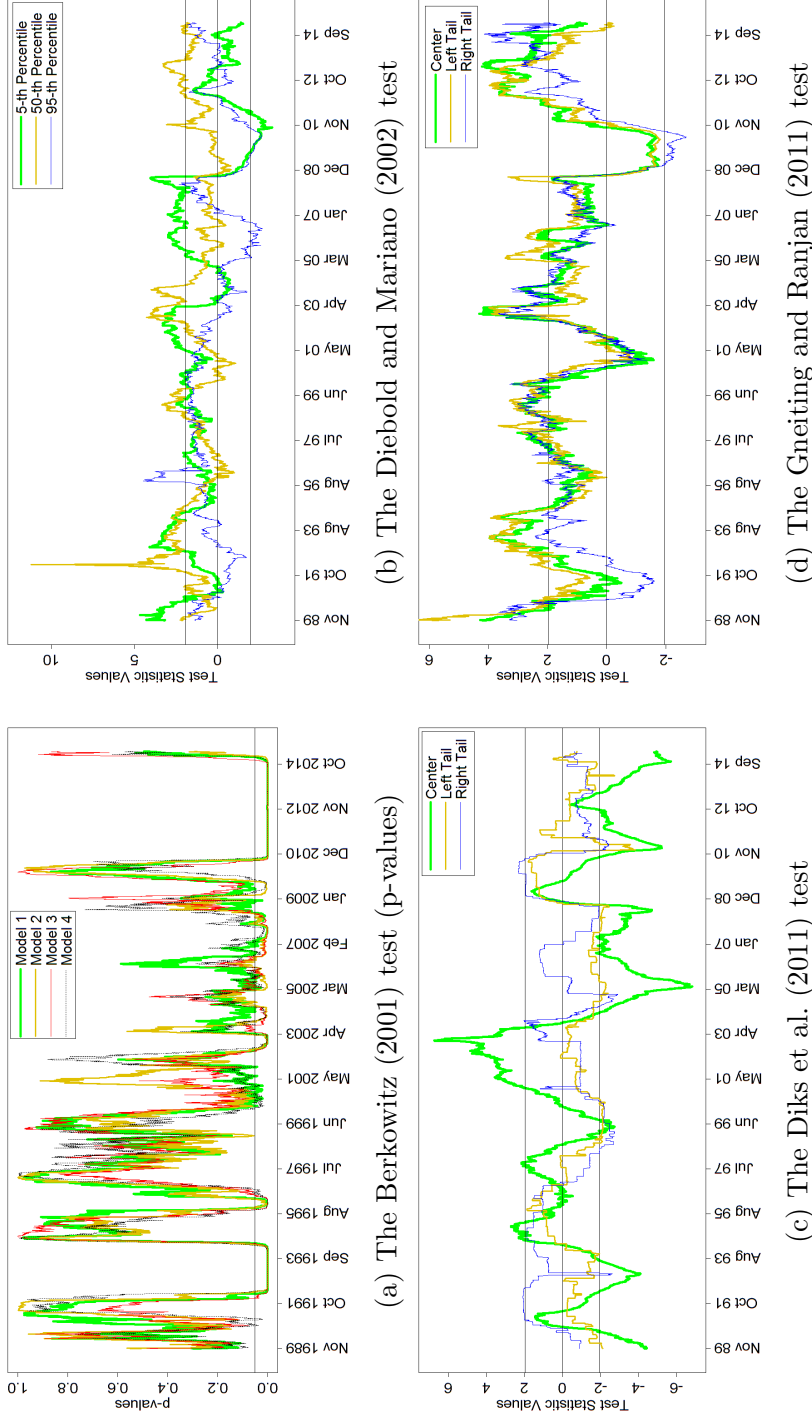 Model 1
Model 2
Model 3
Model 4
p-values
1.0
0.8
0.6
0.4
0.2
0.0
Nov 1989
Oct 1991
Sep 1993
Aug 1995
Jul 1997
Jun 1999
May 2001
Apr 2003
Mar 2005
Feb 2007
Jan 2009
Dec 2010
Nov 2012
Oct 2014
(a) The Berkowitz (2001) test (p-values)
5-th Percentile
50-th Percentile
95-th Percentile
Test Statistic Values
10
5
0
Nov 89
Oct 91
Aug 93
Aug 95
Jul 97
Jun 99
May 01
Apr 03
Mar 05
Jan 07
Dec 08
Nov 10
Oct 12
Sep 14
(b) The Diebold and Mariano (2002) test
Center
Left Tail
Right Tail
Test Statistic Values
6
4
2
0
-2
-4
-6
Nov 89
Oct 91
Aug 93
Aug 95
Jul 97
Jun 99
May 01
Apr 03
Mar 05
Jan 07
Dec 08
Nov 10
Oct 12
Sep 14
(c) The Diks et al. (2011) test
Center
Left Tail
Right Tail
Test Statistic Values
6
4
2
0
-2
Nov 89
Oct 91
Aug 93
Aug 95
Jul 97
Jun 99
May 01
Apr 03
Mar 05
Jan 07
Dec 08
Nov 10
Oct 12
Sep 14
(d) The Gneiting and Ranjan (2011) test